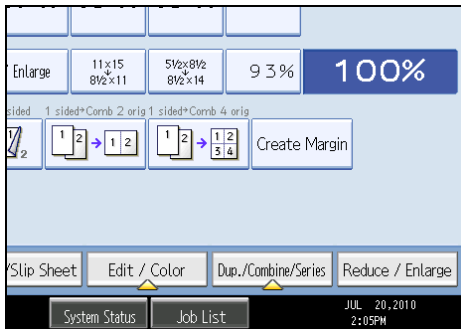 Enlarge 11×15 5½×8½ 93% 100%
8½×11 8½×14
sided 1 sided→Comb 2 orig 1 sided→Comb 4 orig
1 2 1 2 → 1 2 1 2 → 1 2 3 4 Create Margin
/Slip Sheet Edit / Color Dup./Combine/Series Reduce / Enlarge
System Status Job List JUL 20,2010
2:05PM